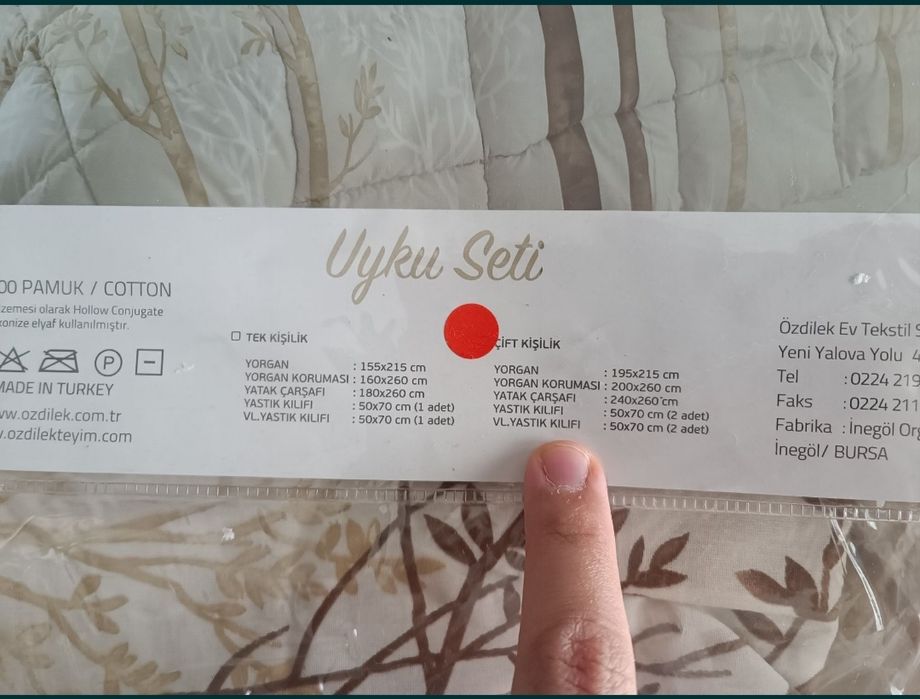 Uyku Seti
00 PAMUK / COTTON
zemesi olarak Hollow Conjugate
konize elyaf kullanılmıştır.
MADE IN TURKEY
w.ozdilek.com.tr
.ozdilekteyim.com
TEK KİŞİLİK
YORGAN : 155x215 cm
YORGAN KORUMASI : 160x260 cm
YATAK ÇARŞAFI : 180x260 cm
YASTIK KILIFI : 50x70 cm (1 adet)
VL.YASTIK KILIFI : 50x70 cm (1 adet)
ÇİFT KİŞİLİK
YORGAN : 195x215 cm
YORGAN KORUMASI : 200x260 cm
YATAK ÇARŞAFI : 240x260 cm
YASTIK KILIFI : 50x70 cm (2 adet)
VL.YASTIK KILIFI : 50x70 cm (2 adet)
Özdilek Ev Tekstil S
Yeni Yalova Yolu 4
Tel : 0224 219
Faks : 0224 211
Fabrika : İnegöl Org
İnegöl/ BURSA